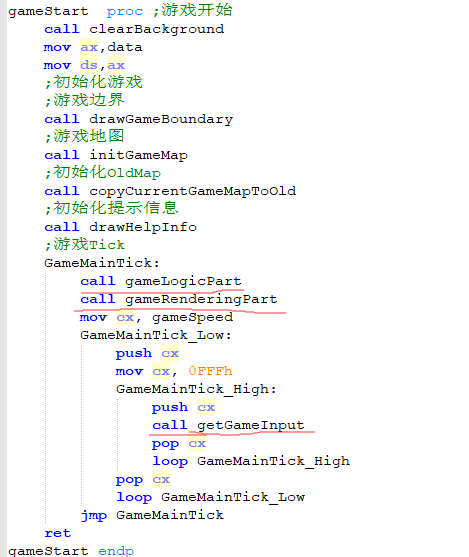 gameStart  proc ;游戏开始
    call clearBackground
    mov ax,data
    mov ds,ax
    ;初始化游戏
    ;游戏边界
    call drawGameBoundary
    ;游戏地图
    call initGameMap
    ;初始化OldMap
    call copyCurrentGameMapToOld
    ;初始化提示信息
    call drawHelpInfo
    ;游戏Tick
    GameMainTick:
        call gameLogicPart
        call gameRenderingPart
        mov cx, gameSpeed
        GameMainTick_Low:
            push cx
            mov cx, 0FFFh
            GameMainTick_High:
                push cx
                call getGameInput
                pop cx
                loop GameMainTick_High
            pop cx
            loop GameMainTick_Low
        jmp GameMainTick
    ret
gameStart endp